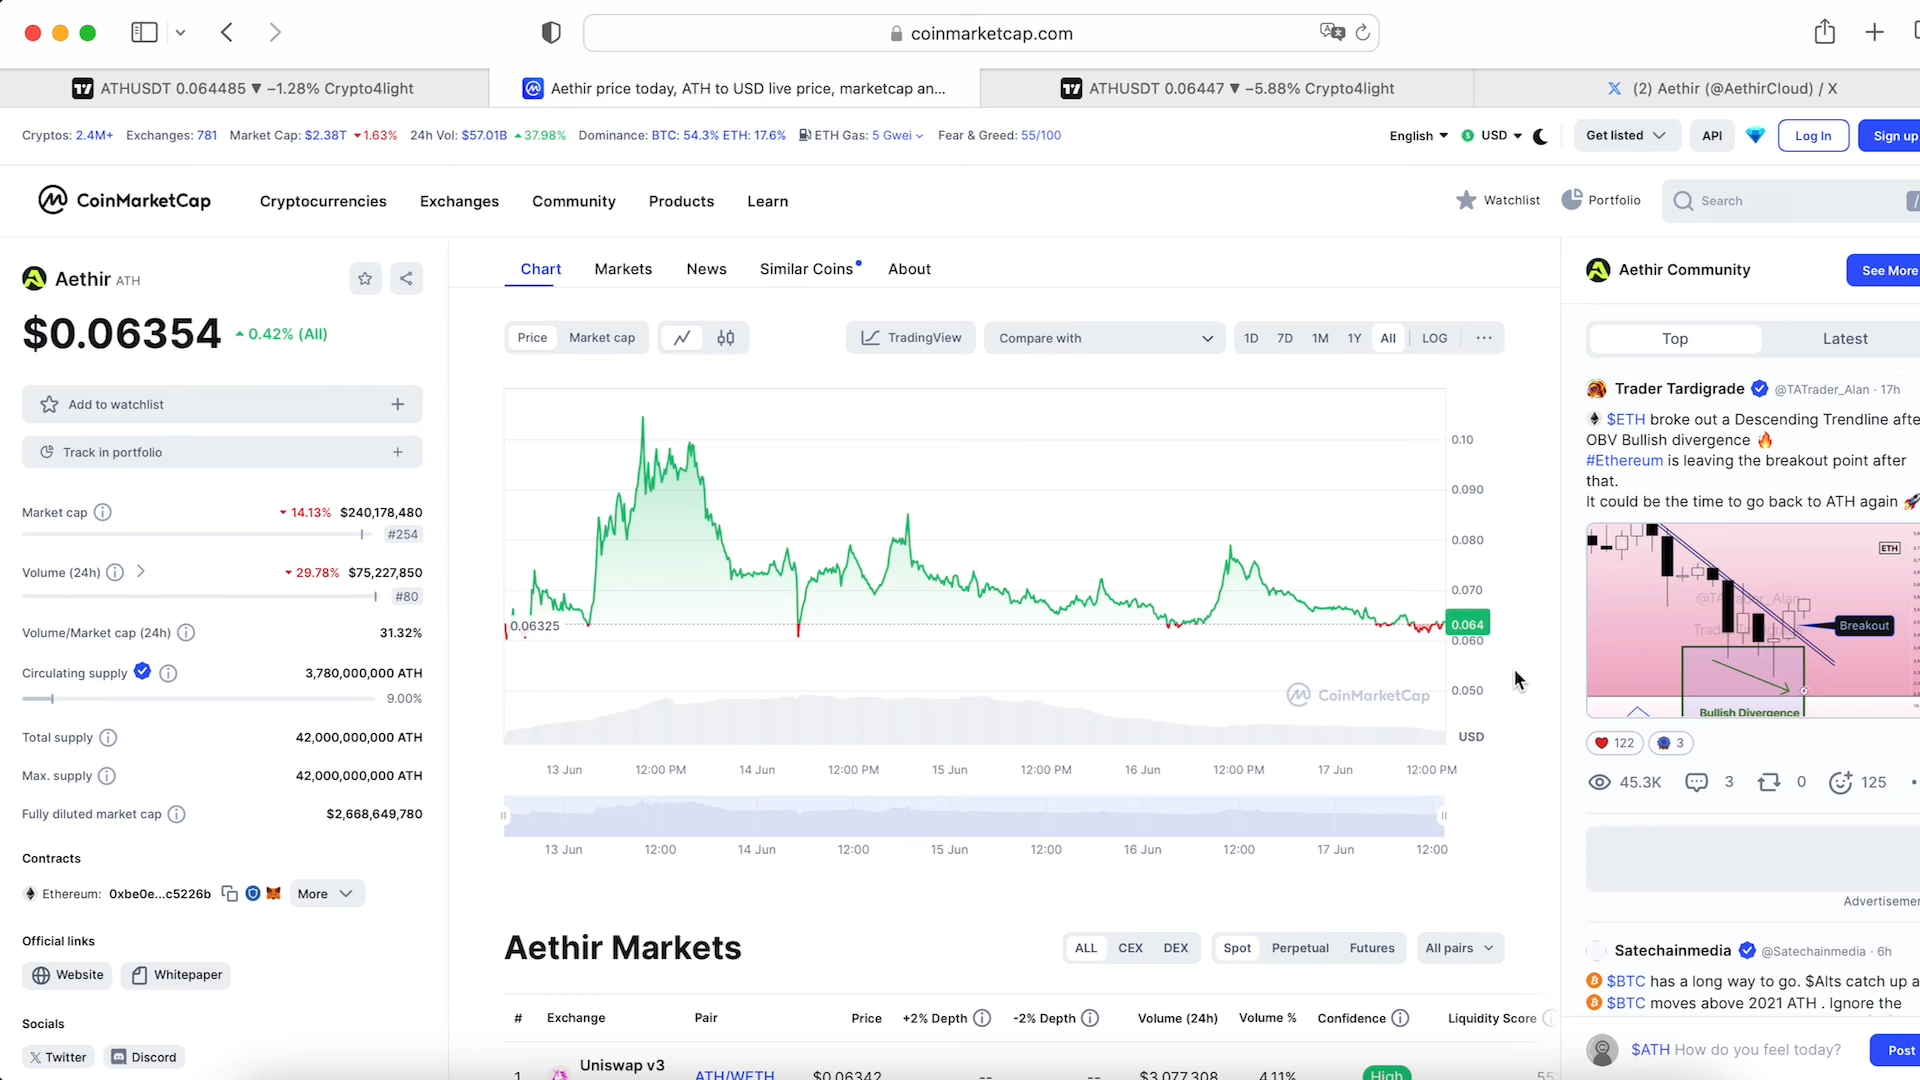 coinmarketcap.com
ATHUSDT 0.064485 ▼ −1.28% Crypto4light
Aethir price today, ATH to USD live price, marketcap an...
ATHUSDT 0.06447 ▼ −5.88% Crypto4light
(2) Aethir (@AethirCloud) / X
Cryptos: 2.4M+ Exchanges: 781 Market Cap: $2.38T 1.63% 24h Vol: $57.01B 37.98% Dominance: BTC: 54.3% ETH: 17.6% ETH Gas: 5 Gwei Fear & Greed: 55/100
English USD Get listed API Log In Sign up
CoinMarketCap
Cryptocurrencies Exchanges Community Products Learn
Watchlist Portfolio Search /
Aethir ATH
$0.06354 0.42% (All)
Add to watchlist +
Track in portfolio +
Market cap 14.13% $240,178,480
#254
Volume (24h) 29.78% $75,227,850
#80
Volume/Market cap (24h) 31.32%
Circulating supply 3,780,000,000 ATH
9.00%
Total supply 42,000,000,000 ATH
Max. supply 42,000,000,000 ATH
Fully diluted market cap $2,668,649,780
Contracts
Ethereum: 0xbe0e...c5226b More
Official links
Website Whitepaper
Socials
Twitter Discord
Chart Markets News Similar Coins About
Price Market cap TradingView Compare with 1D 7D 1M 1Y All LOG ...
0.10
0.090
0.080
0.070
0.06325
0.064
0.060
0.050
CoinMarketCap
USD
13 Jun 12:00 PM 14 Jun 12:00 PM 15 Jun 12:00 PM 16 Jun 12:00 PM 17 Jun 12:00 PM
13 Jun 12:00 14 Jun 12:00 15 Jun 12:00 16 Jun 12:00 17 Jun 12:00
Aethir Markets
ALL CEX DEX Spot Perpetual Futures All pairs
# Exchange Pair Price +2% Depth -2% Depth Volume (24h) Volume % Confidence Liquidity Score
1 Uniswap v3 ATH/WETH $0.06342 -- -- $3,077,308 4.11% High 55
Aethir Community See More
Top Latest
Trader Tardigrade @TATrader_Alan · 17h
$ETH broke out a Descending Trendline afte
OBV Bullish divergence
#Ethereum is leaving the breakout point after
that.
It could be the time to go back to ATH again
ETH
Breakout
Bullish Divergence
122 3
45.3K 3 0 125
Advertisemen
Satechainmedia @Satechainmedia · 6h
$BTC has a long way to go. $Alts catch up a
$BTC moves above 2021 ATH . Ignore the
$ATH How do you feel today? Post